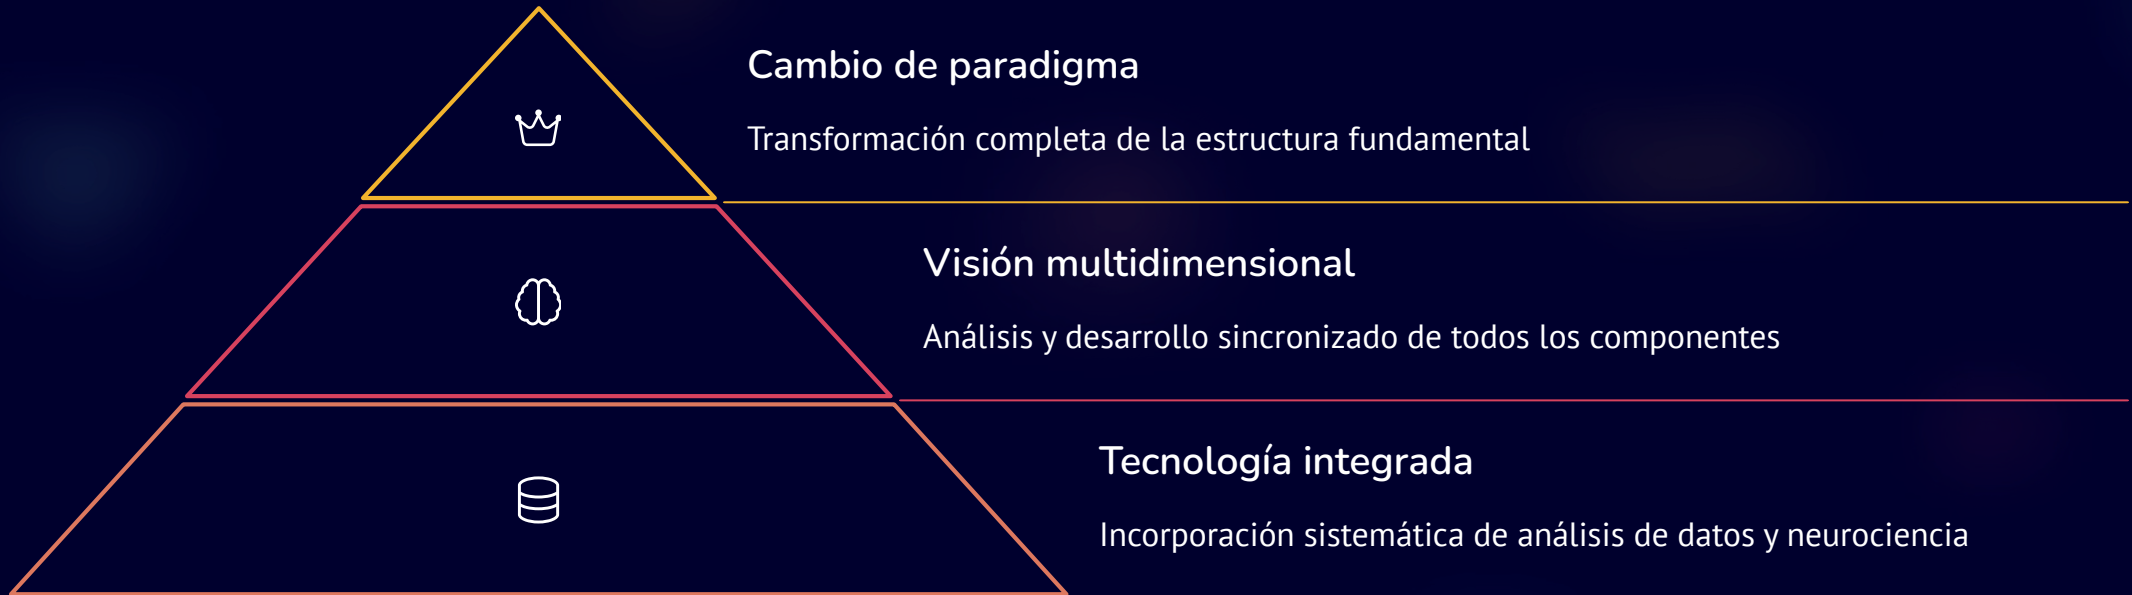 Cambio de paradigma
Transformación completa de la estructura fundamental
Visión multidimensional
Análisis y desarrollo sincronizado de todos los componentes
Tecnología integrada
Incorporación sistemática de análisis de datos y neurociencia